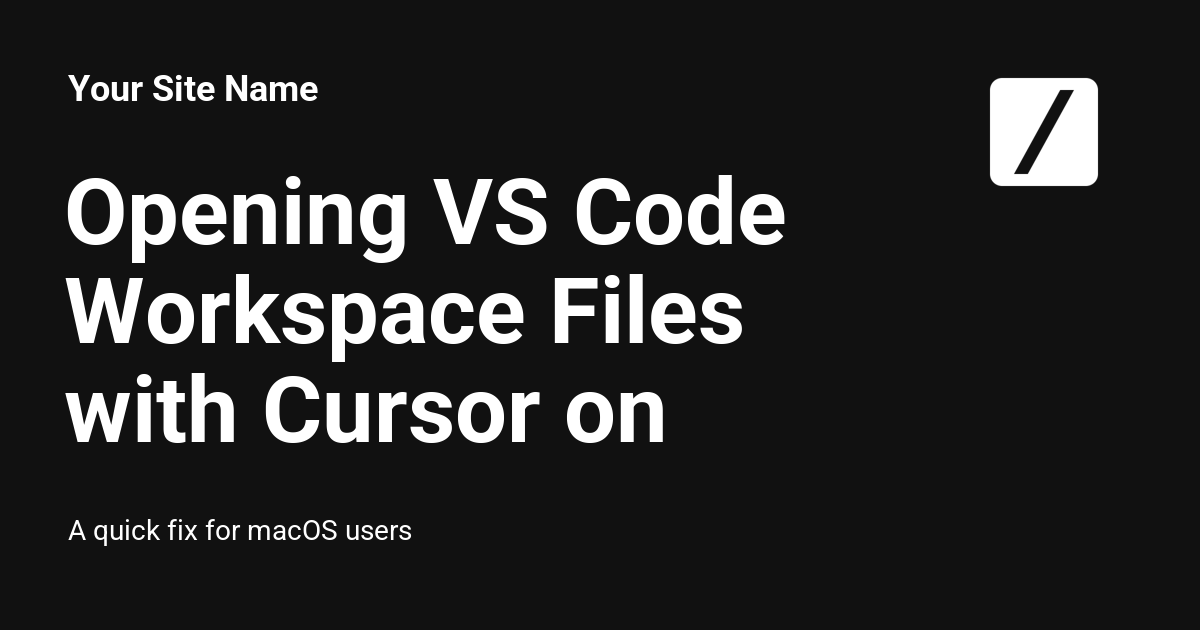 Your Site Name
Opening VS Code
Workspace Files
with Cursor on
A quick fix for macOS users